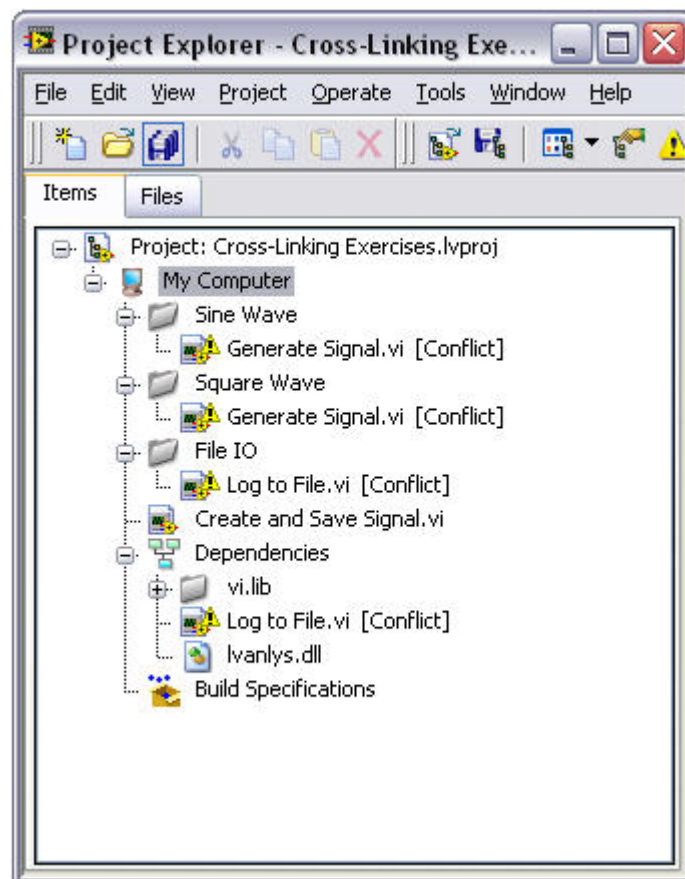 Project Explorer - Cross-Linking Exe...
File Edit View Project Operate Tools Window Help
Items Files
Project: Cross-Linking Exercises.lvproj
My Computer
Sine Wave
Generate Signal.vi [Conflict]
Square Wave
Generate Signal.vi [Conflict]
File IO
Log to File.vi [Conflict]
Create and Save Signal.vi
Dependencies
vi.lib
Log to File.vi [Conflict]
lvanlys.dll
Build Specifications